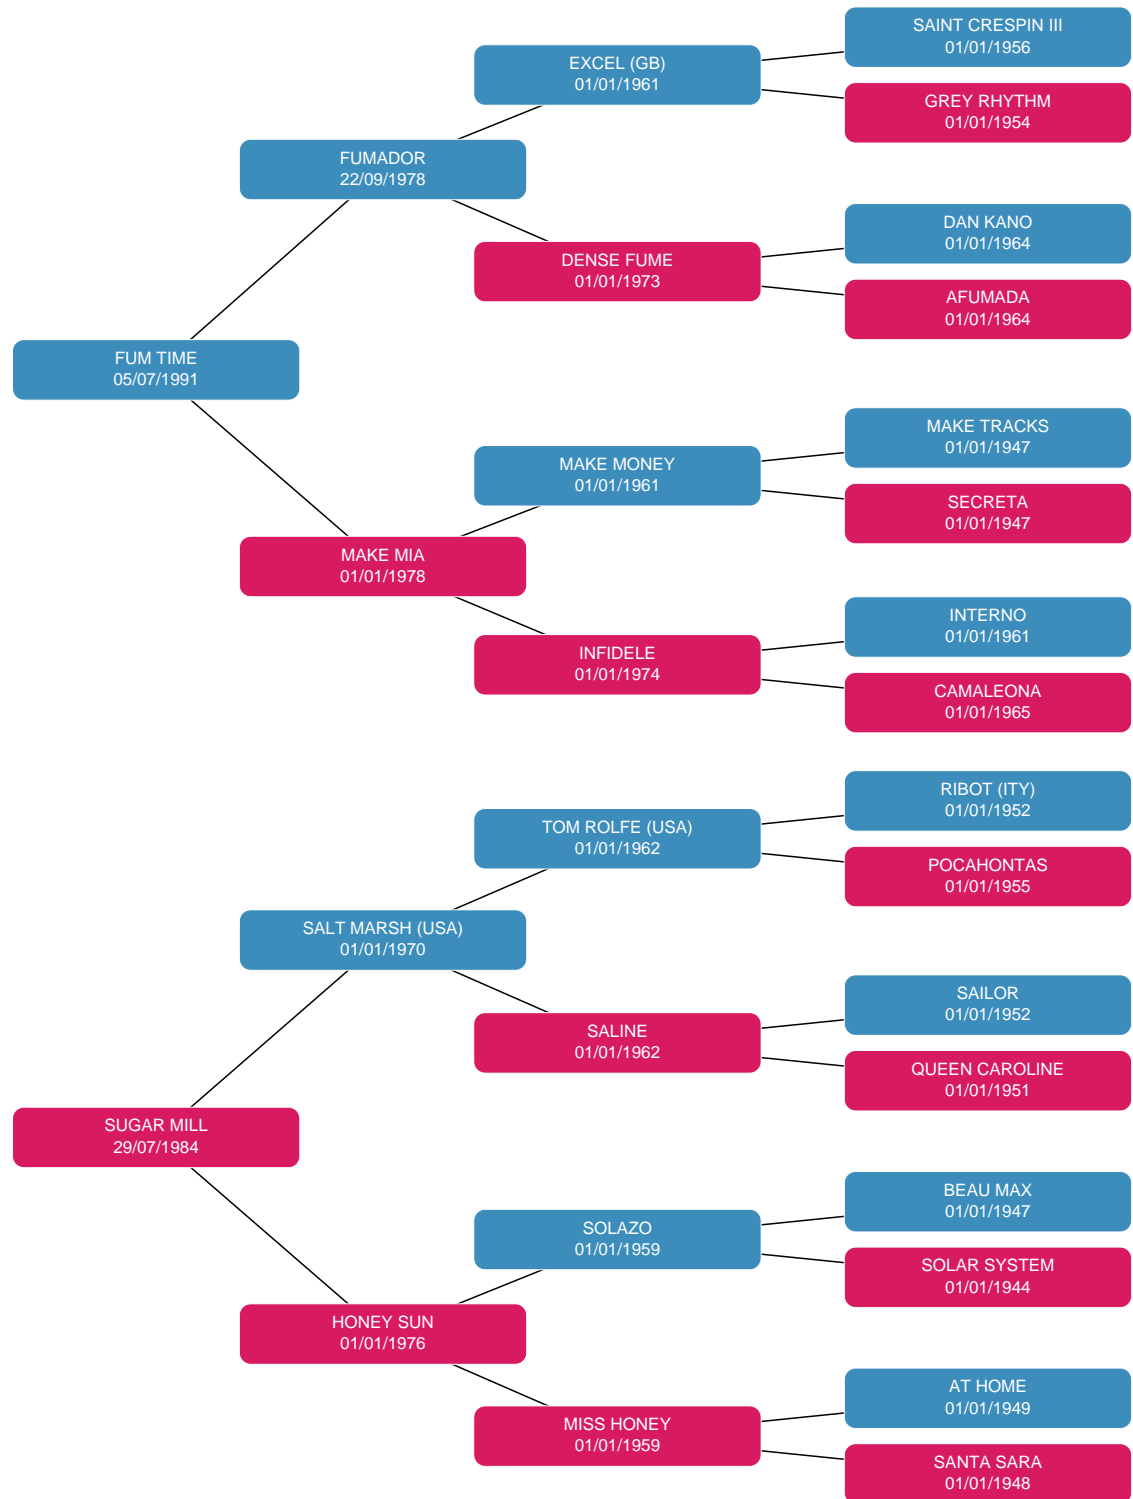 SAINT CRESPIN III
01/01/1956
EXCEL (GB)
01/01/1961
GREY RHYTHM
01/01/1954
FUMADOR
22/09/1978
DAN KANO
01/01/1964
DENSE FUME
01/01/1973
AFUMADA
01/01/1964
FUM TIME
05/07/1991
MAKE TRACKS
01/01/1947
MAKE MONEY
01/01/1961
SECRETA
01/01/1947
MAKE MIA
01/01/1978
INTERNO
01/01/1961
INFIDELE
01/01/1974
CAMALEONA
01/01/1965
RIBOT (ITY)
01/01/1952
TOM ROLFE (USA)
01/01/1962
POCAHONTAS
01/01/1955
SALT MARSH (USA)
01/01/1970
SAILOR
01/01/1952
SALINE
01/01/1962
QUEEN CAROLINE
01/01/1951
SUGAR MILL
29/07/1984
BEAU MAX
01/01/1947
SOLAZO
01/01/1959
SOLAR SYSTEM
01/01/1944
HONEY SUN
01/01/1976
AT HOME
01/01/1949
MISS HONEY
01/01/1959
SANTA SARA
01/01/1948